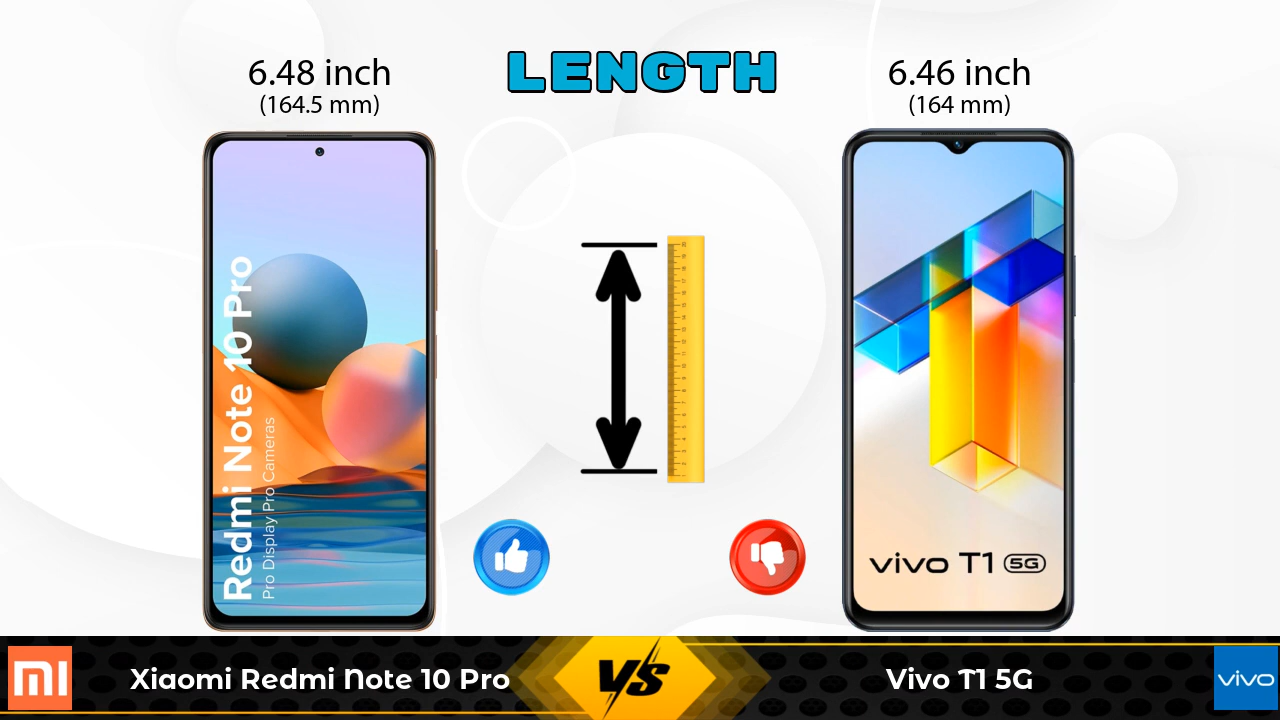 LENGTH
6.48 inch
(164.5 mm)
6.46 inch
(164 mm)
Redmi Note 10 Pro
Pro Display Pro Cameras
vivo T1 5G
Xiaomi Redmi Note 10 Pro
VS
Vivo T1 5G
vivo